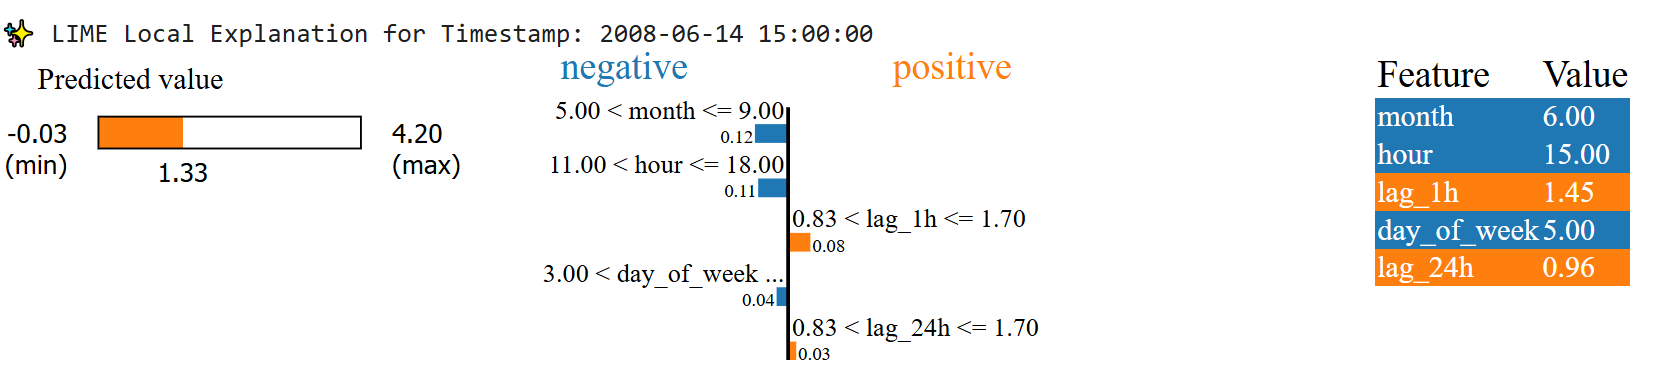 LIME Local Explanation for Timestamp: 2008-06-14 15:00:00
Predicted value
-0.03
(min)
4.20
(max)
1.33
negative
positive
5.00 < month <= 9.00
0.12
11.00 < hour <= 18.00
0.11
0.83 < lag_1h <= 1.70
0.08
3.00 < day_of_week ...
0.04
0.83 < lag_24h <= 1.70
0.03
Feature Value
month 6.00
hour 15.00
lag_1h 1.45
day_of_week 5.00
lag_24h 0.96